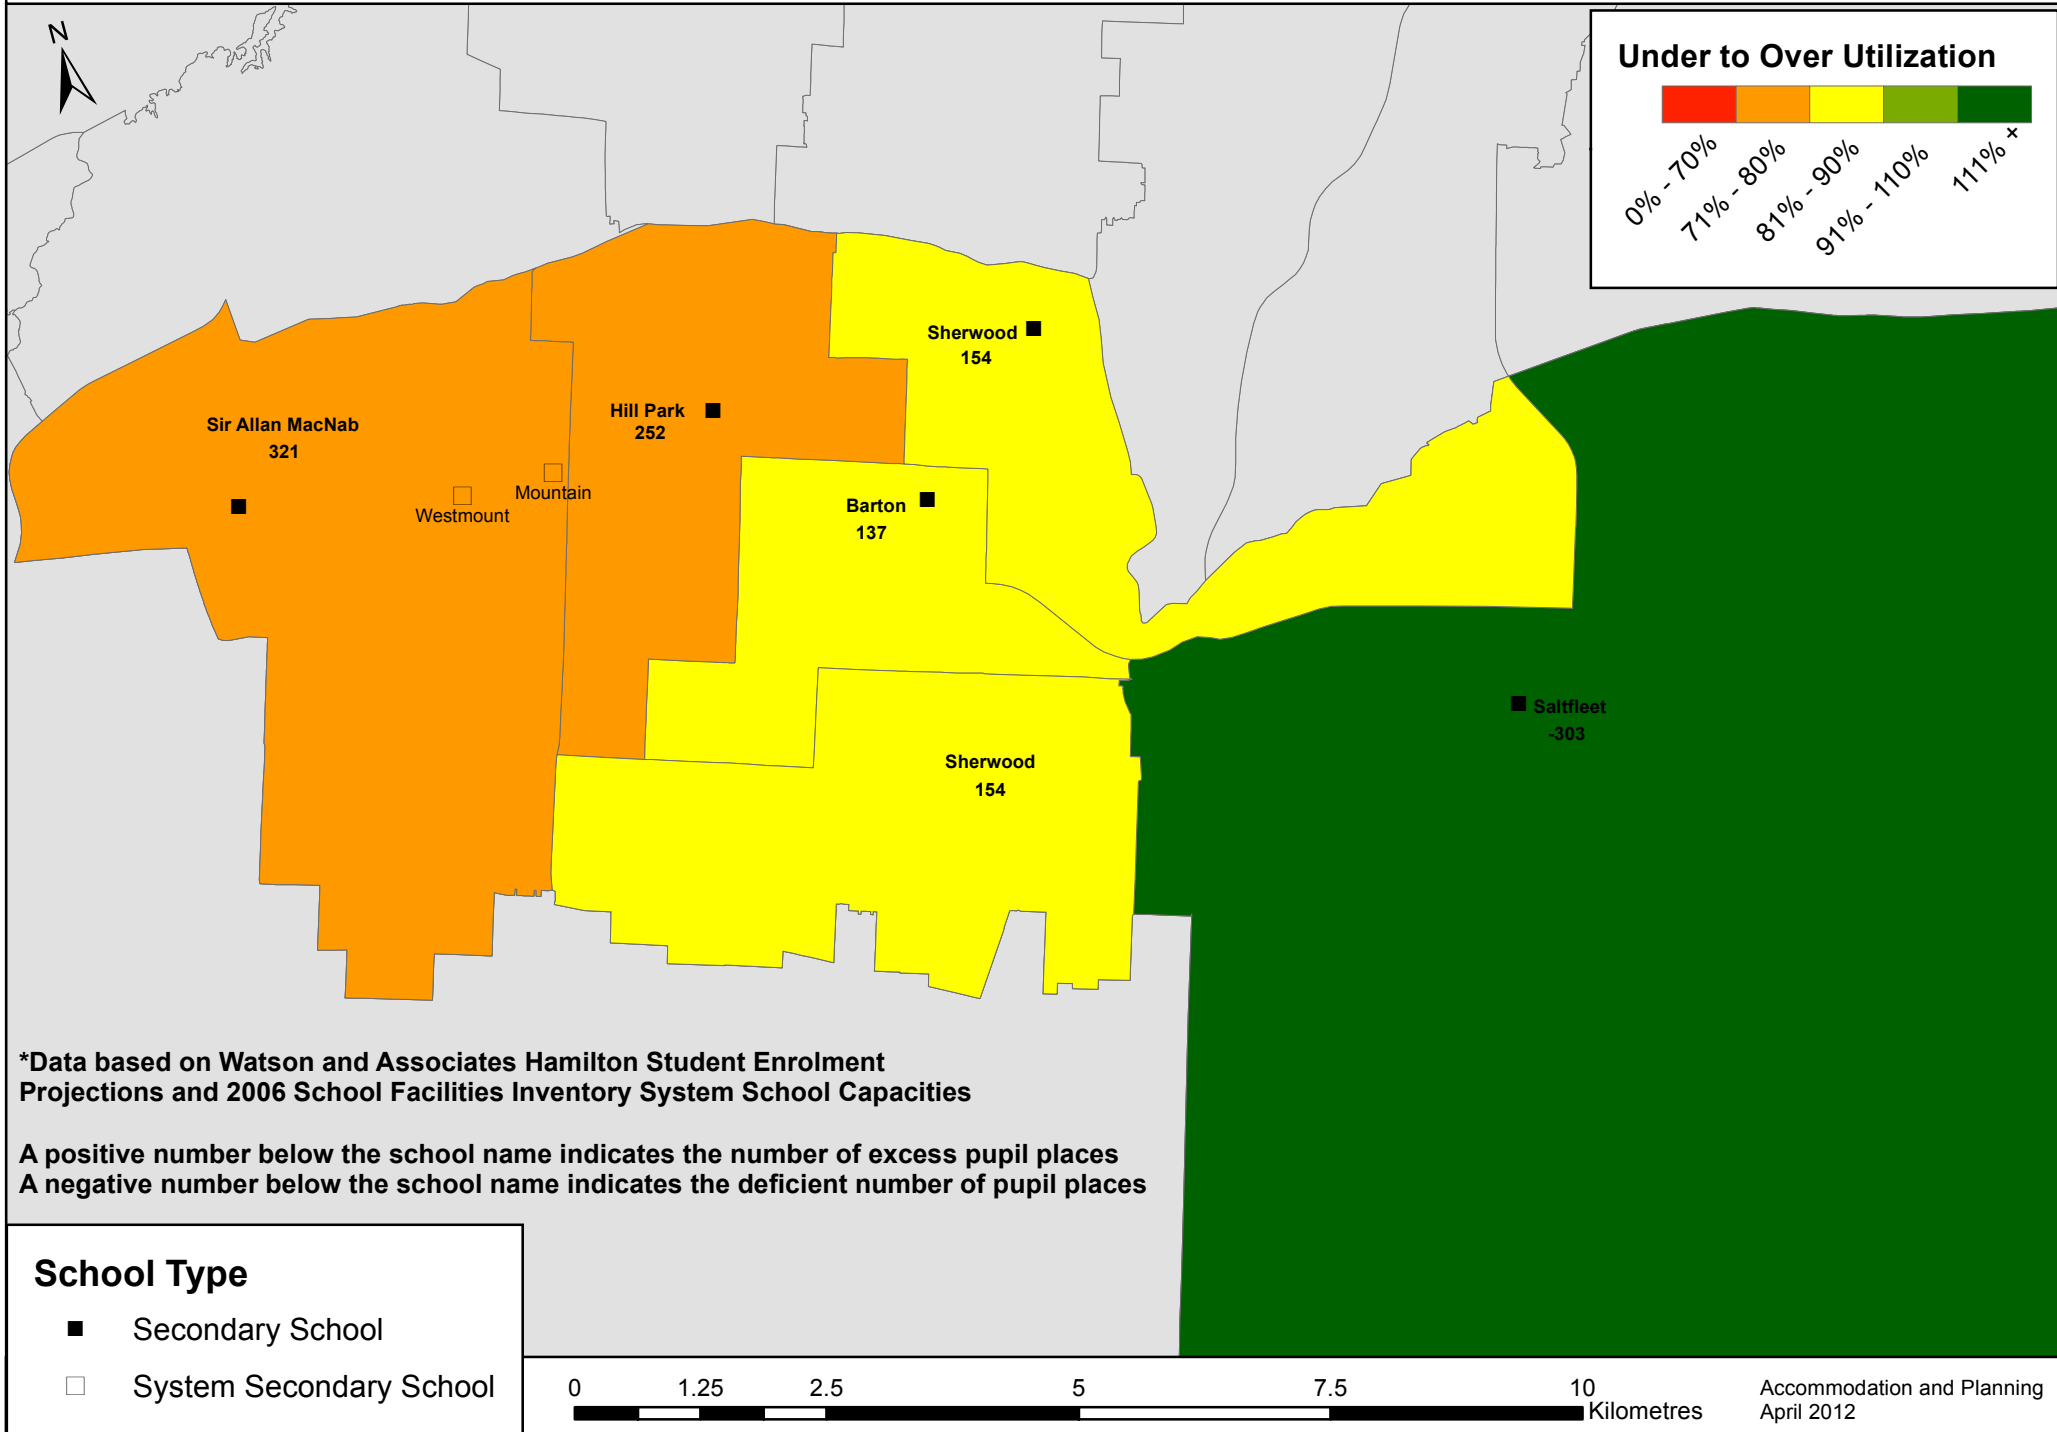 N
Under to Over Utilization
0% - 70%
71% - 80%
81% - 90%
91% - 110%
111% +
Sherwood
154
Hill Park
252
Sir Allan MacNab
321
Mountain
Westmount
Barton
137
Saltfleet
-303
Sherwood
154
*Data based on Watson and Associates Hamilton Student Enrolment
Projections and 2006 School Facilities Inventory System School Capacities
A positive number below the school name indicates the number of excess pupil places
A negative number below the school name indicates the deficient number of pupil places
School Type
Secondary School
System Secondary School
0 1.25 2.5 5 7.5 10
Kilometres
Accommodation and Planning
April 2012